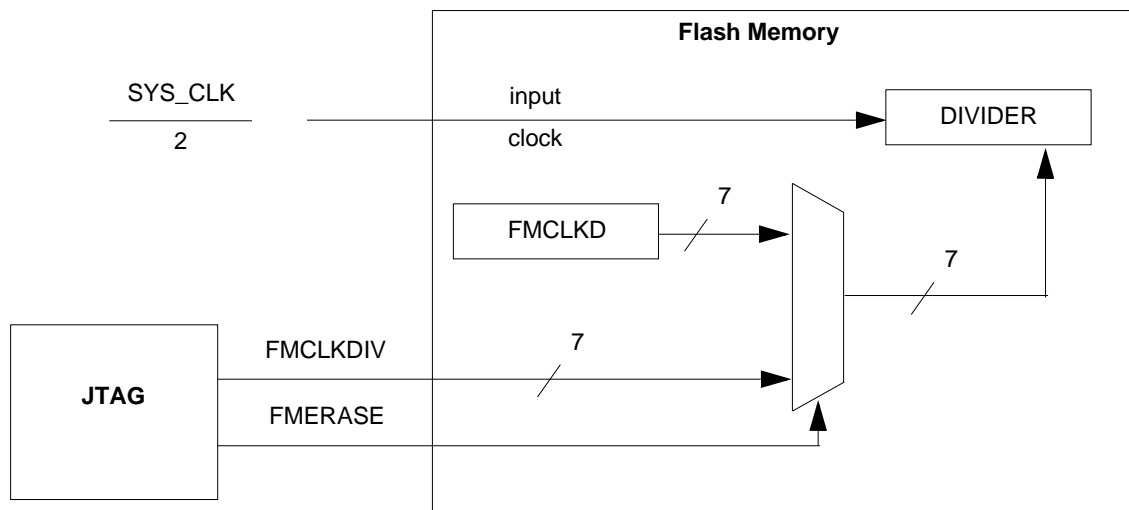 Flash Memory
SYS_CLK
2
input
clock
DIVIDER
7
FMCLKD
7
JTAG
FMCLKDIV
7
FMERASE